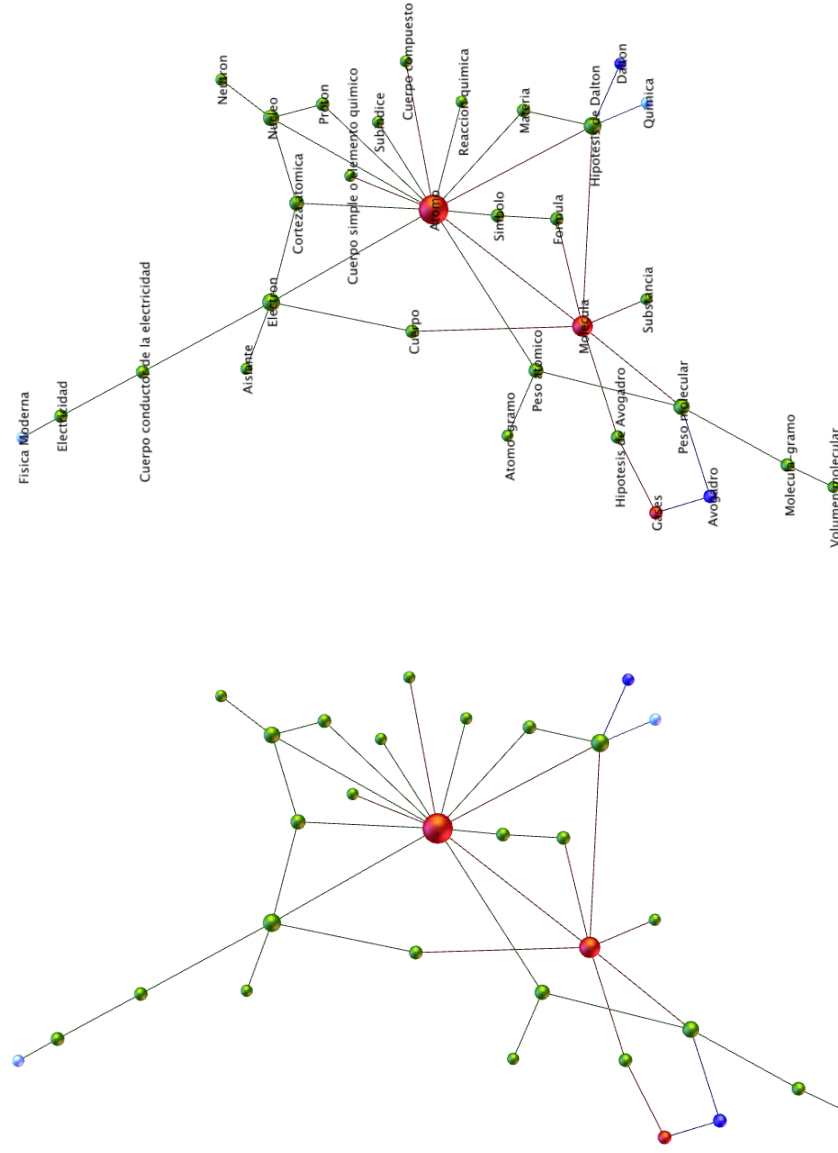 Neutron
Nucleo
Proton
Cuerpo compuesto
Subindice
Reaccion quimica
Materia
Dalton
Quimica
Hipotesis de Dalton
Corteza atomica
Cuerpo simple o elemento quimico
Atomo
Simbolo
Formula
Electron
Cuerpo
Molecula
Substancia
Aislante
Cuerpo conductor de la electricidad
Electricidad
Fisica Moderna
Peso atomico
Atomo-gramo
Hipotesis de Avogadro
Peso molecular
Gases
Avogadro
Molecula-gramo
Volumen molecular